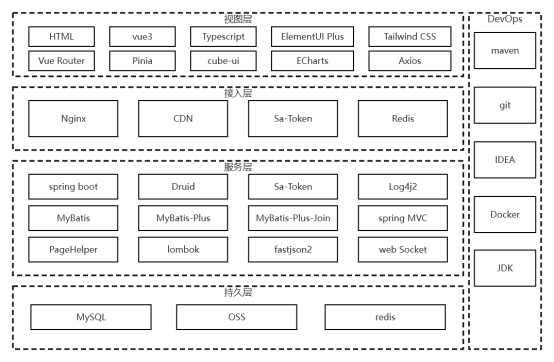 视图层
HTML
vue3
Typescript
ElementUI Plus
Tailwind CSS
Vue Router
Pinia
cube-ui
ECharts
Axios
接入层
Nginx
CDN
Sa-Token
Redis
服务层
spring boot
Druid
Sa-Token
Log4j2
MyBatis
MyBatis-Plus
MyBatis-Plus-Join
spring MVC
PageHelper
lombok
fastjson2
web Socket
持久层
MySQL
OSS
redis
DevOps
maven
git
IDEA
Docker
JDK